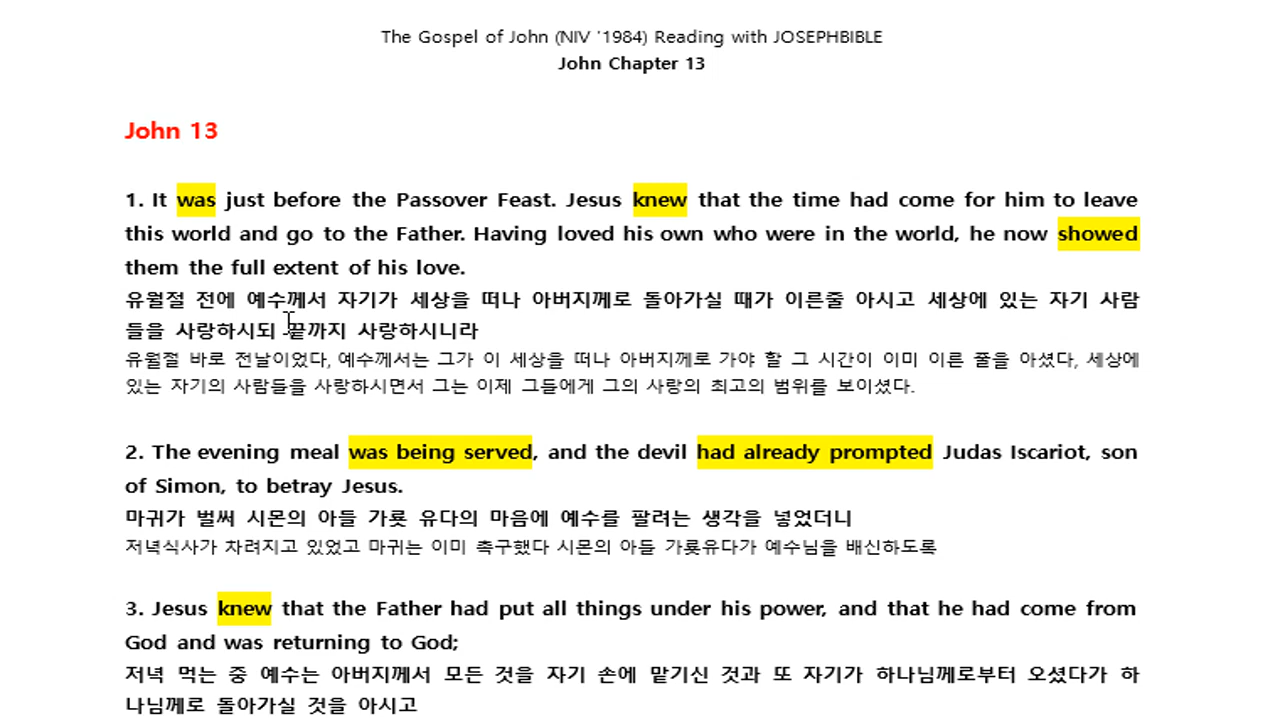 The Gospel of John (NIV '1984) Reading with JOSEPHBIBLE
John Chapter 13
John 13
1. It was just before the Passover Feast. Jesus knew that the time had come for him to leave
this world and go to the Father. Having loved his own who were in the world, he now showed
them the full extent of his love.
유월절 전에 예수께서 자기가 세상을 떠나 아버지께로 돌아가실 때가 이른줄 아시고 세상에 있는 자기 사람
들을 사랑하시되 끝까지 사랑하시니라
유월절 바로 전날이었다, 예수께서는 그가 이 세상을 떠나 아버지께로 가야 할 그 시간이 이미 이른 꿀을 아셨다, 세상에
있는 자기의 사람들을 사랑하시면서 그는 이제 그들에게 그의 사랑의 최고의 범위를 보이셨다.
2. The evening meal was being served, and the devil had already prompted Judas Iscariot, son
of Simon, to betray Jesus.
마귀가 벌써 시몬의 아들 가룟 유다의 마음에 예수를 팔려는 생각을 넣었더니
저녁식사가 차려지고 있었고 마귀는 이미 촉구했다 시몬의 아들 가룟유다가 예수님을 배신하도록
3. Jesus knew that the Father had put all things under his power, and that he had come from
God and was returning to God;
저녁 먹는 중 예수는 아버지께서 모든 것을 자기 손에 맡기신 것과 또 자기가 하나님께로부터 오셨다가 하
나님께로 돌아가실 것을 아시고